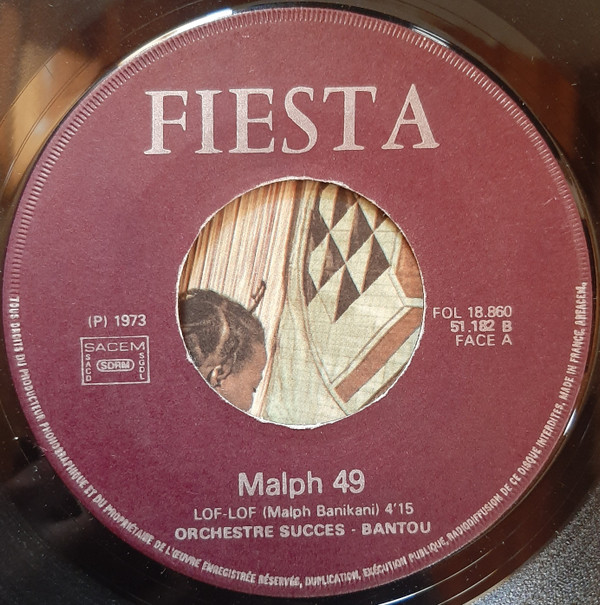 FIESTA
(P) 1973
SACEM
SACD
SDRM
SGDL
FOL 18.860
51.182 B
FACE A
Malph 49
LOF-LOF (Malph Banikani) 4'15
ORCHESTRE SUCCES - BANTOU
TOUS DROITS DU PRODUCTEUR PHONOGRAPHIQUE ET DU PROPRIÉTAIRE DE L'ŒUVRE ENREGISTRÉE RÉSERVÉS, DUPLICATION, EXÉCUTION PUBLIQUE, RADIODIFFUSION DE CE DISQUE INTERDITES, MADE IN FRANCE, AREACEM.